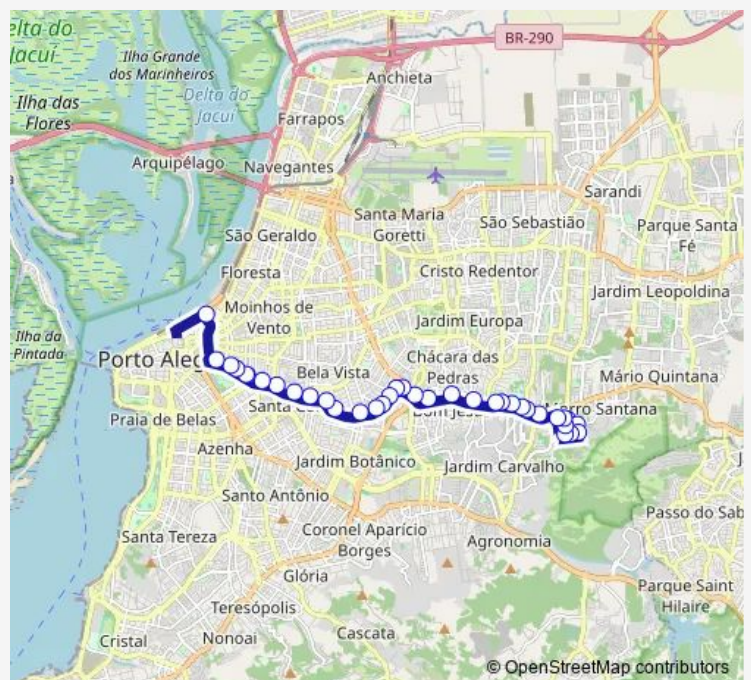 elta do
Jacuí
Ilha Grande
dos Marinheiros
BR-290
Anchieta
Delta do
Jacuí
Ilha das
Flores
Farrapos
Arquipélago
Navegantes
Sarandi
Santa Maria
Goretti
São Sebastião
Parque Santa
Fé
São Geraldo
Floresta
Cristo Redentor
Jardim Leopoldina
Moinhos de
Vento
Jardim Europa
Ilha da
Pintada
Porto Aleg
Chácara das
Pedras
Bela Vista
Mário Quintana
Santa C
Bom Jesu
Morro Santana
Praia de Belas
Azenha
Jardim Botânico
Jardim Carvalho
Santo Antônio
Passo do Sab
Santa Tereza
Coronel Aparício
Borges
Agronomia
Glória
Parque Saint
Hilaire
Teresópolis
Cristal
Nonoai
Cascata
© OpenStreetMap contributors